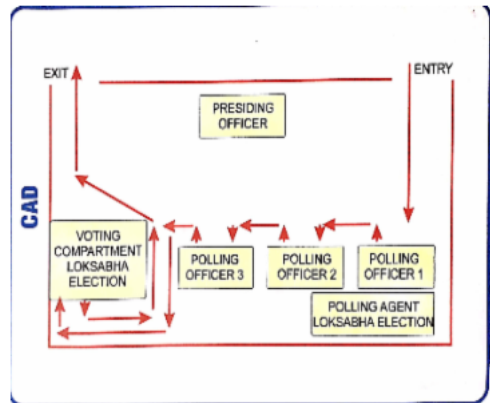 EXIT
ENTRY
PRESIDING
OFFICER
CAD
VOTING
COMPARTMENT
LOKSABHA
ELECTION
POLLING
OFFICER 3
POLLING
OFFICER 2
POLLING
OFFICER 1
POLLING AGENT
LOKSABHA ELECTION